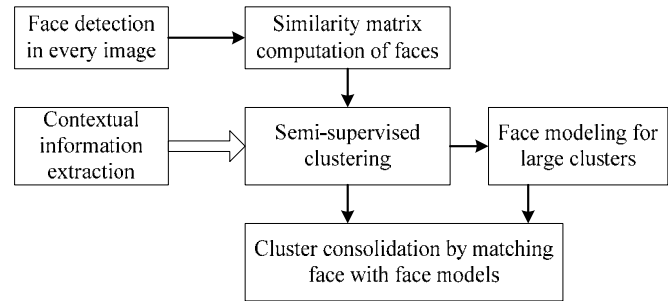 Face detection
in every image
Similarity matrix
computation of faces
Contextual
information
extraction
Semi-supervised
clustering
Face modeling for
large clusters
Cluster consolidation by matching
face with face models